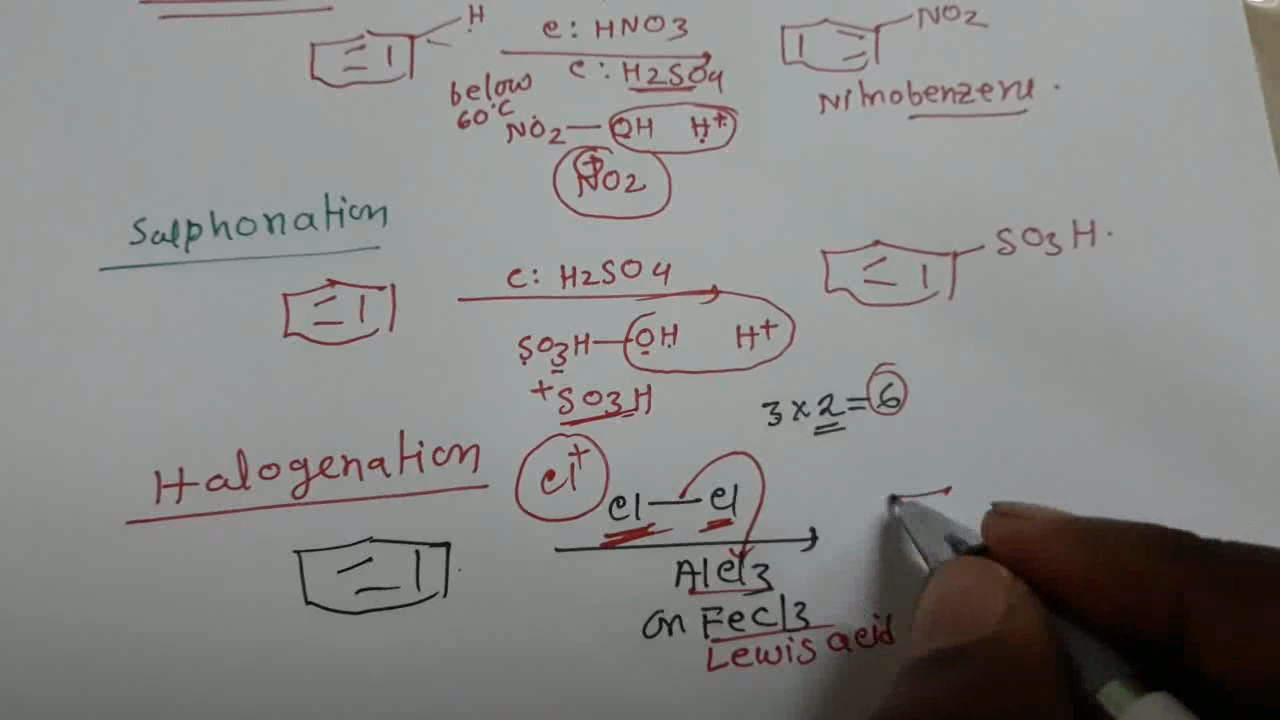 H
c: HNO3
NO2
c: H2SO4
below
60°C
Nitrobenzene.
NO2—OH H+
+
NO2
Salphonation
c: H2SO4
SO3H.
SO3H—OH H+
+SO3H
3×2=6
Halogenation
Cl+
Cl—Cl
AlCl3
or FeCl3
Lewis acid